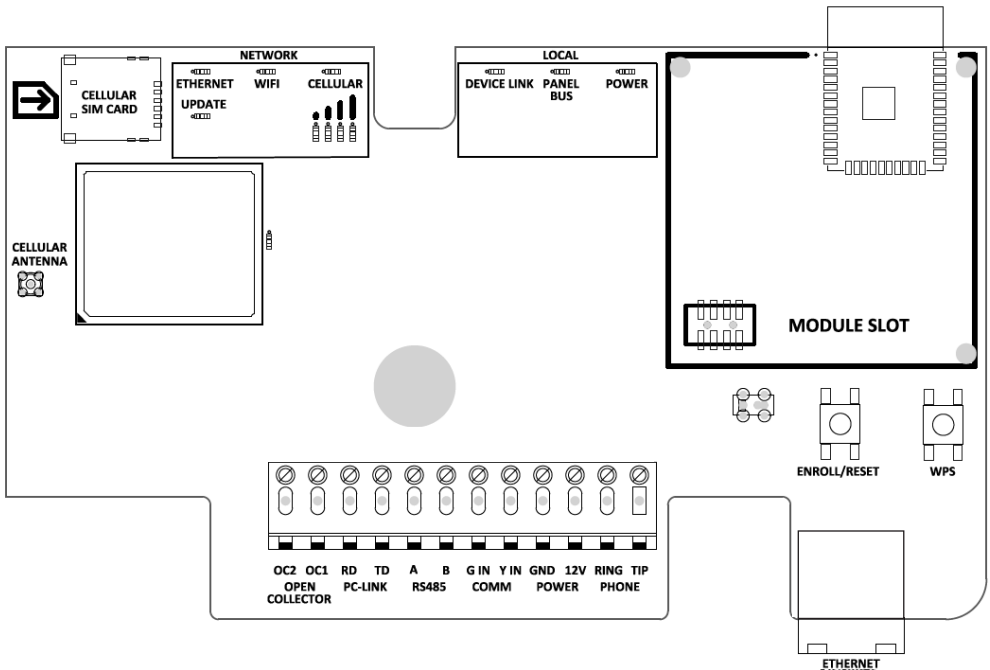 NETWORK
LOCAL
CELLULAR
SIM CARD
ETHERNET WIFI CELLULAR
UPDATE
DEVICE LINK PANEL
BUS
POWER
CELLULAR
ANTENNA
MODULE SLOT
ENROLL/RESET WPS
OC2 OC1 RD TD A B G IN Y IN GND 12V RING TIP
OPEN
COLLECTOR
PC-LINK RS485 COMM POWER PHONE
ETHERNET